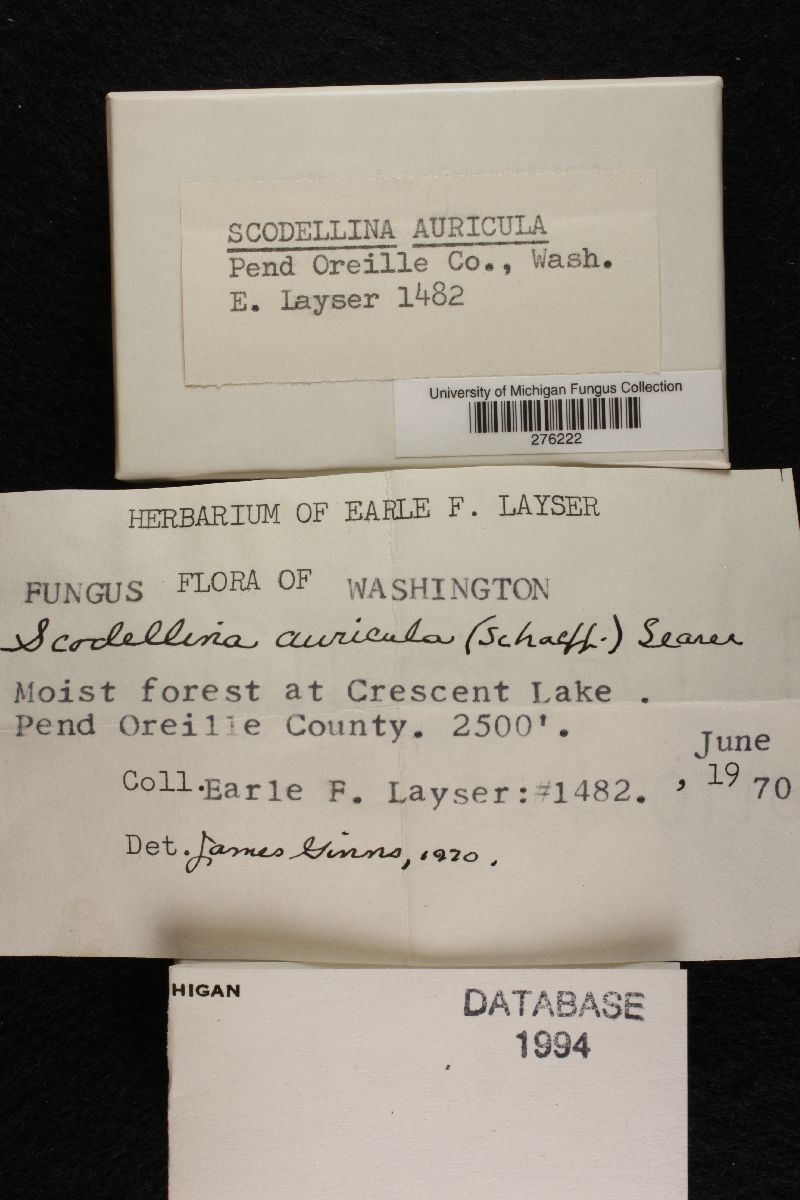 SCODELLINA AURICULA
Pend Oreille Co., Wash.
E. Layser 1482
University of Michigan Fungus Collection
276222
HERBARIUM OF EARLE F. LAYSER
FUNGUS FLORA OF WASHINGTON
Scodellina auricula (Schaeff.) Seaver
Moist forest at Crescent Lake .
Pend Oreille County. 2500'.
June
Coll. Earle F. Layser: #1482. , 19 70
Det. James Ginns, 1970.
HIGAN
DATABASE
1994